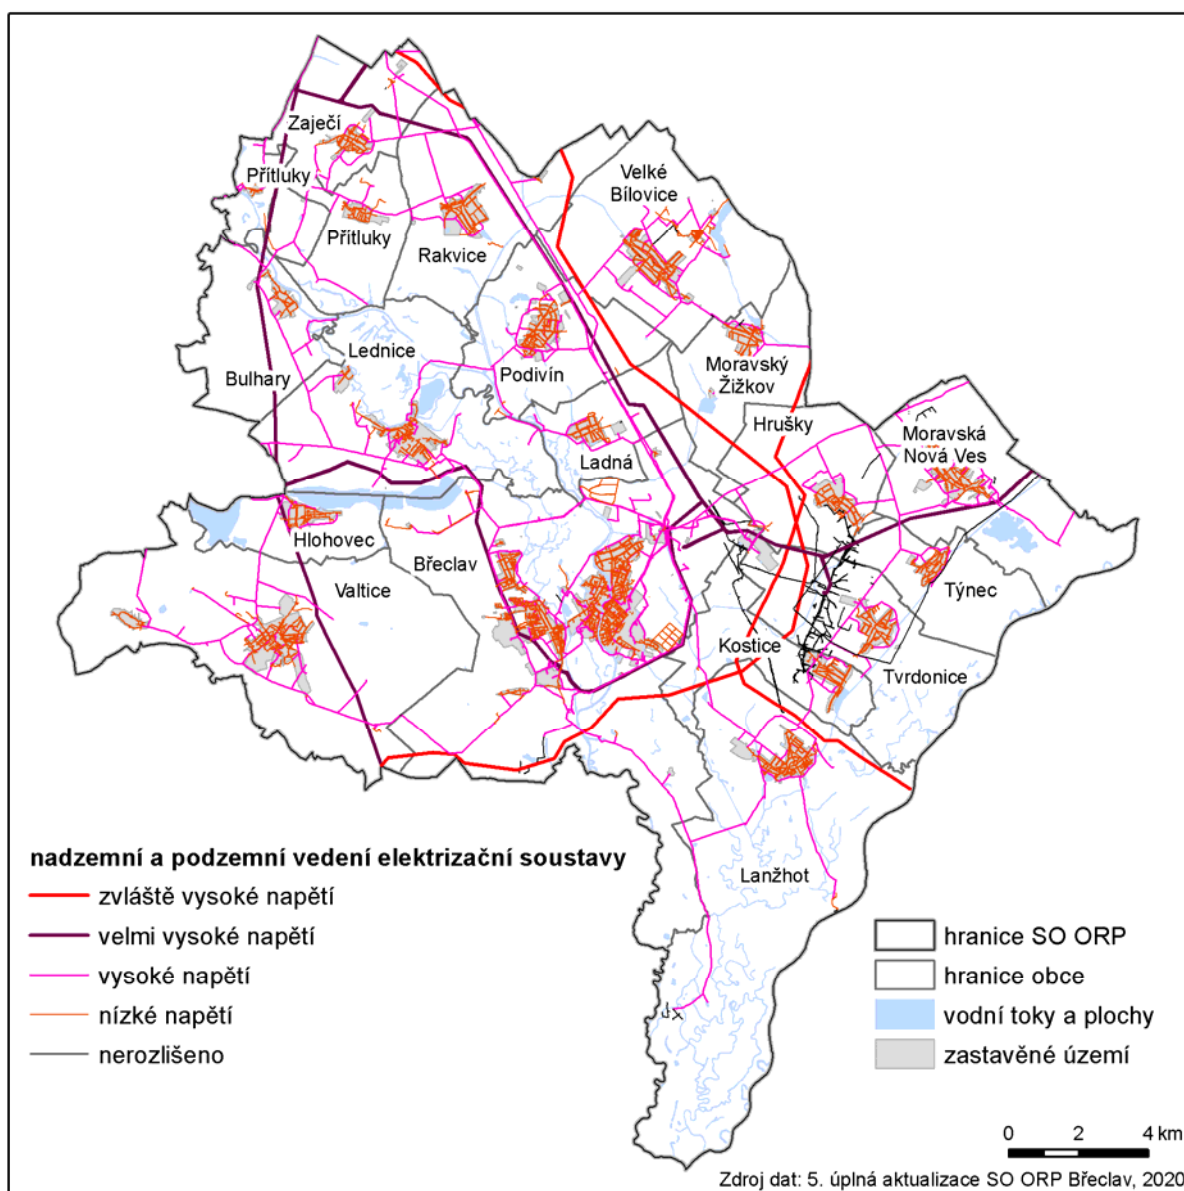 Zaječí
Přítluky
Přítluky
Rakvice
Velké
Bílovice
Lednice
Bulhary
Podivín
Moravský
Žižkov
Hrušky
Moravská
Nová Ves
Ladná
Hlohovec
Břeclav
Valtice
Týnec
Kostice
Tvrdonice
Lanžhot
nadzemní a podzemní vedení elektrizační soustavy
zvláště vysoké napětí
velmi vysoké napětí
vysoké napětí
nízké napětí
nerozlišeno
hranice SO ORP
hranice obce
vodní toky a plochy
zastavěné území
0 2 4 km
Zdroj dat: 5. úplná aktualizace SO ORP Břeclav, 2020